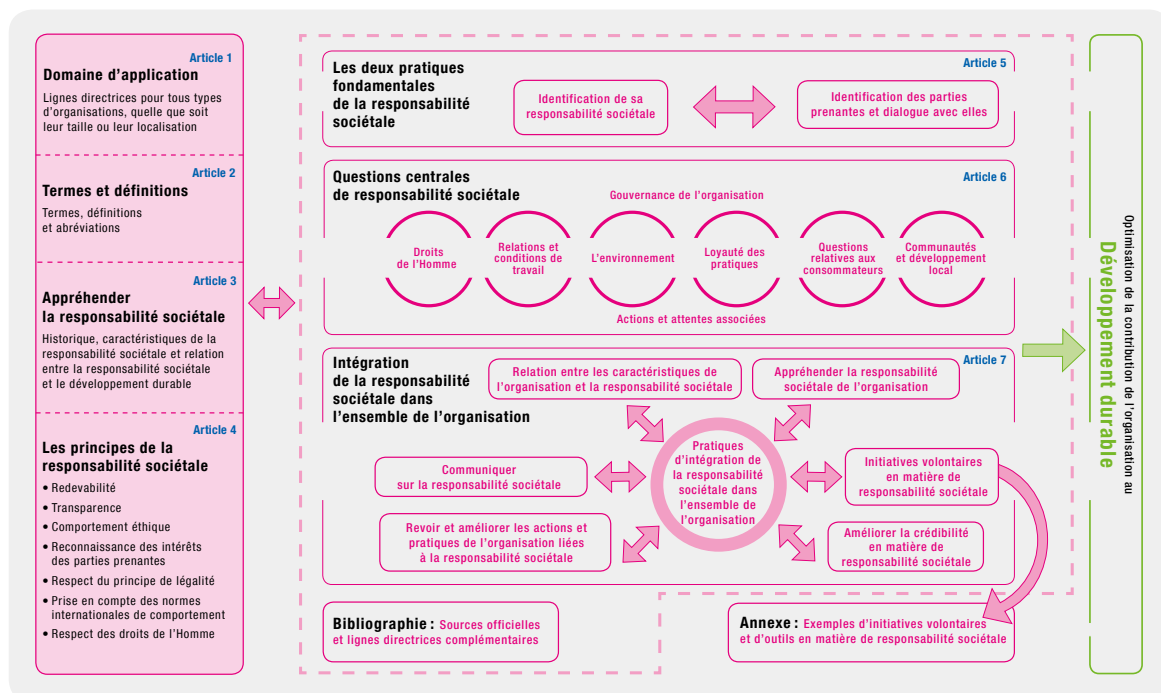 Article 1
Domaine d'application
Lignes directrices pour tous types
d'organisations, quelle que soit
leur taille ou leur localisation
Article 2
Termes et définitions
Termes, définitions
et abréviations
Article 3
Appréhender
la responsabilité sociétale
Historique, caractéristiques de la
responsabilité sociétale et relation
entre la responsabilité sociétale
et le développement durable
Article 4
Les principes de la
responsabilité sociétale
• Redevabilité
• Transparence
• Comportement éthique
• Reconnaissance des intérêts
des parties prenantes
• Respect du principe de légalité
• Prise en compte des normes
internationales de comportement
• Respect des droits de l'Homme
Article 5
Les deux pratiques
fondamentales
de la responsabilité
sociétale
Identification de sa
responsabilité sociétale
Identification des parties
prenantes et dialogue avec elles
Article 6
Questions centrales
de responsabilité sociétale
Gouvernance de l'organisation
Droits
de l'Homme
Relations et
conditions de
travail
L'environnement
Loyauté des
pratiques
Questions
relatives aux
consommateurs
Communautés
et développement
local
Actions et attentes associées
Article 7
Intégration
de la responsabilité
sociétale dans
l'ensemble de l'organisation
Relation entre les caractéristiques de
l'organisation et la responsabilité sociétale
Appréhender la responsabilité
sociétale de l'organisation
Pratiques
d'intégration de
la responsabilité
sociétale dans
l'ensemble de
l'organisation
Communiquer
sur la responsabilité sociétale
Initiatives volontaires
en matière de
responsabilité sociétale
Revoir et améliorer les actions et
pratiques de l'organisation liées
à la responsabilité sociétale
Améliorer la crédibilité
en matière de
responsabilité sociétale
Bibliographie : Sources officielles
et lignes directrices complémentaires
Annexe : Exemples d'initiatives volontaires
et d'outils en matière de responsabilité sociétale
Optimisation de la contribution de l'organisation au
Développement durable